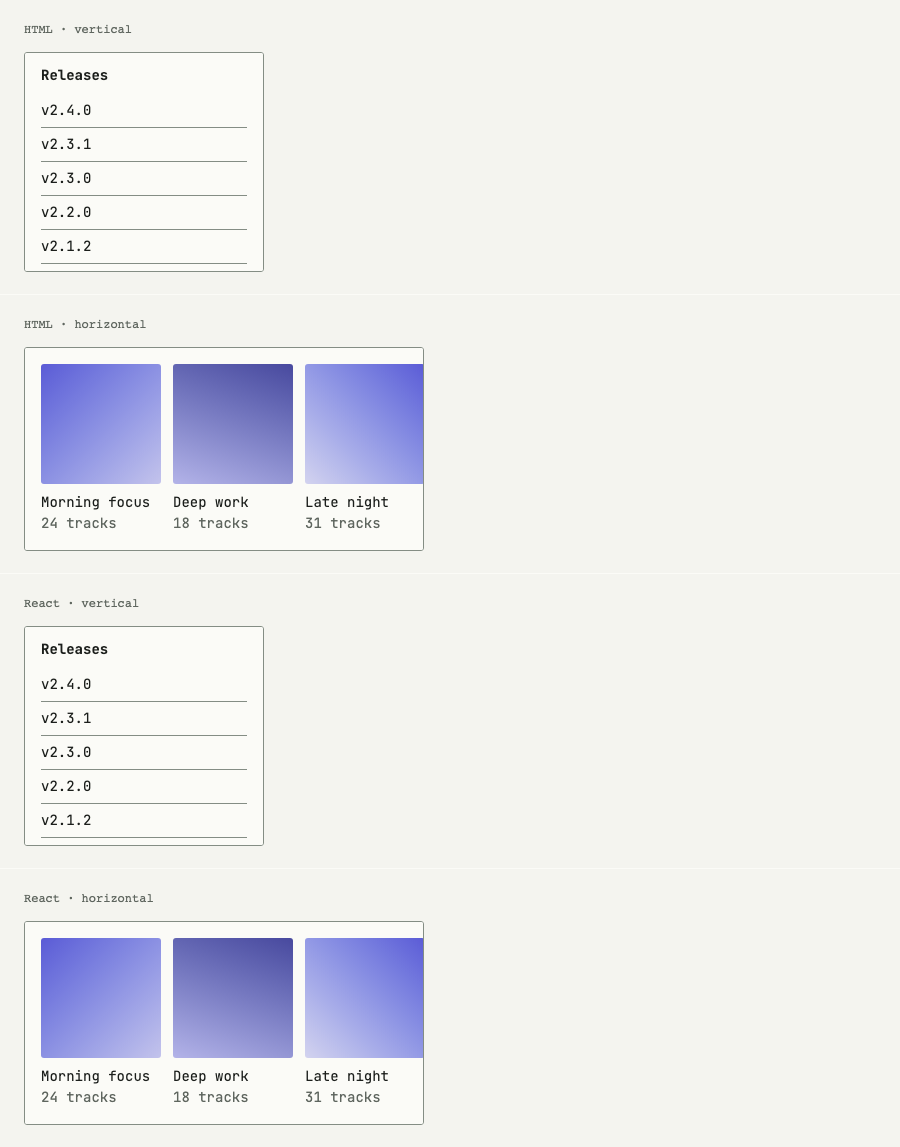 HTML · vertical
Releases
v2.4.0
v2.3.1
v2.3.0
v2.2.0
v2.1.2
HTML · horizontal
Morning focus
24 tracks
Deep work
18 tracks
Late night
31 tracks
React · vertical
Releases
v2.4.0
v2.3.1
v2.3.0
v2.2.0
v2.1.2
React · horizontal
Morning focus
24 tracks
Deep work
18 tracks
Late night
31 tracks